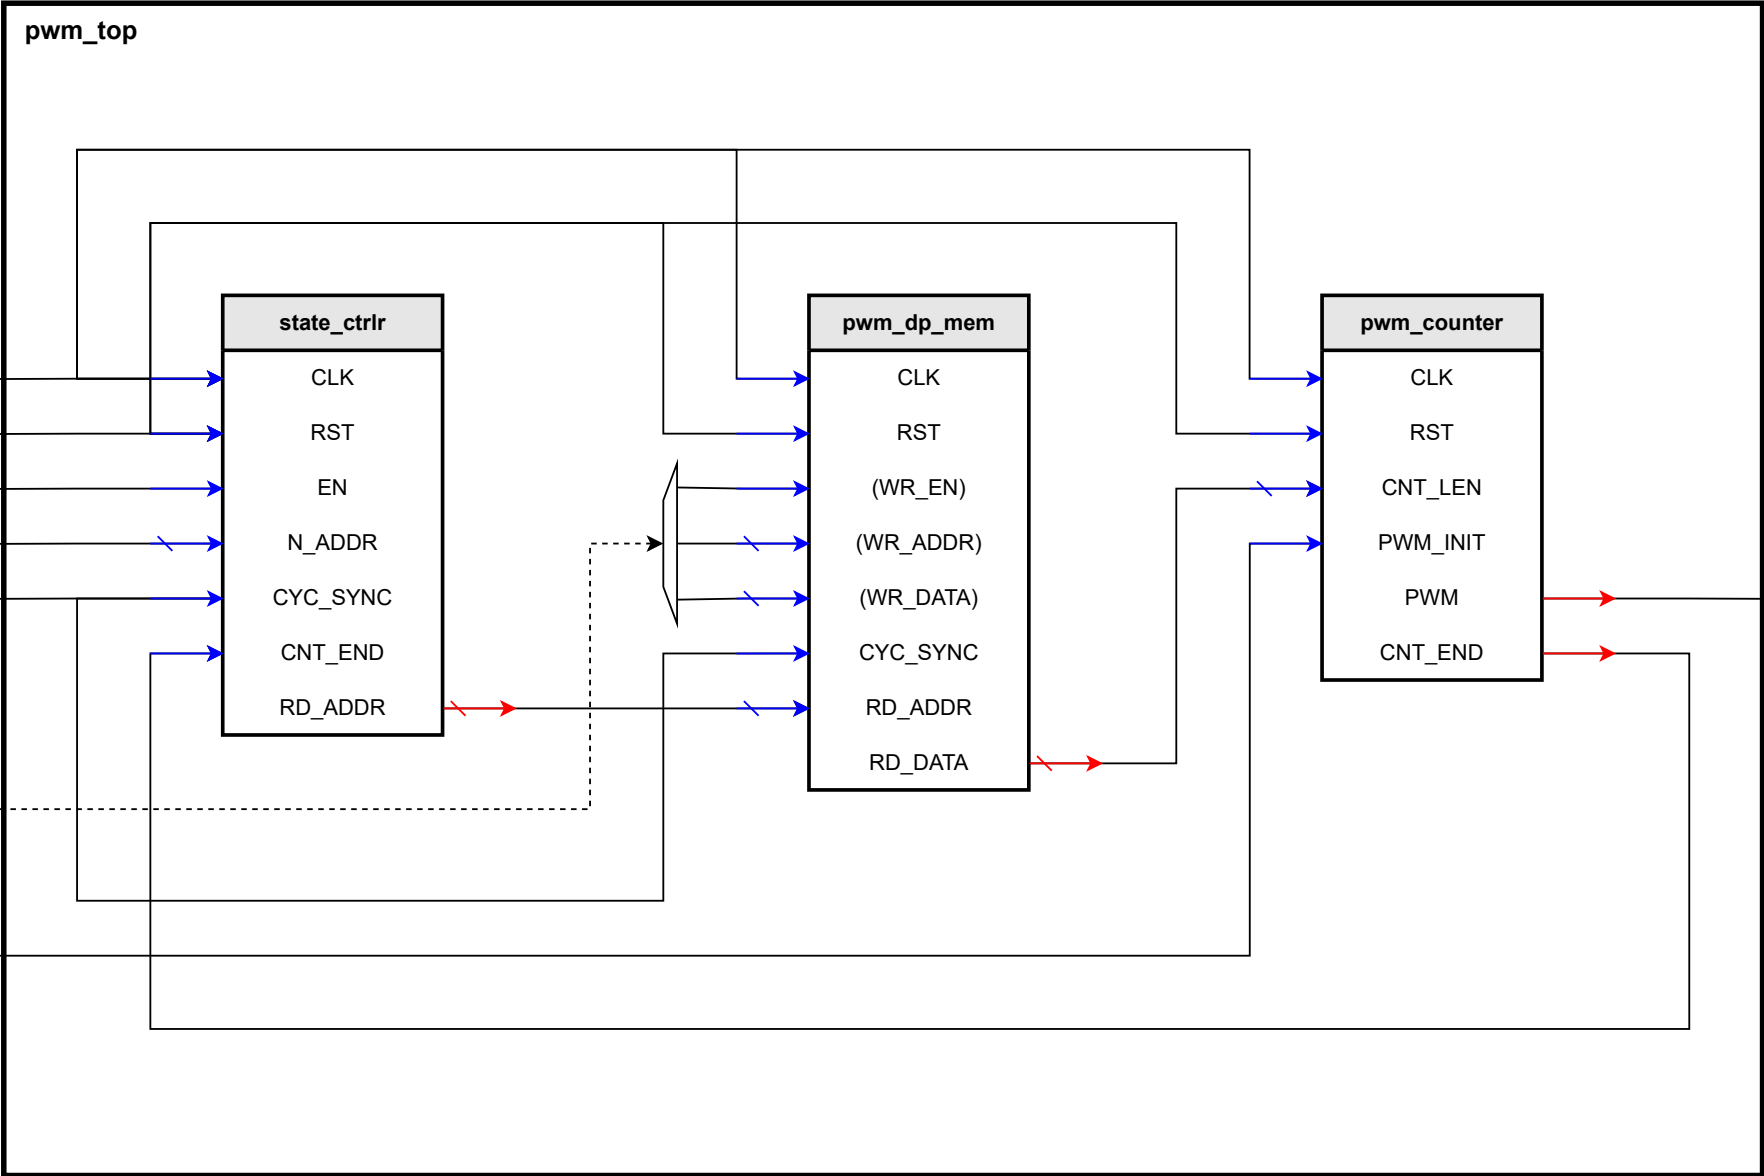 pwm_top
state_ctrlr
CLK
RST
EN
N_ADDR
CYC_SYNC
CNT_END
RD_ADDR
pwm_dp_mem
CLK
RST
(WR_EN)
(WR_ADDR)
(WR_DATA)
CYC_SYNC
RD_ADDR
RD_DATA
pwm_counter
CLK
RST
CNT_LEN
PWM_INIT
PWM
CNT_END